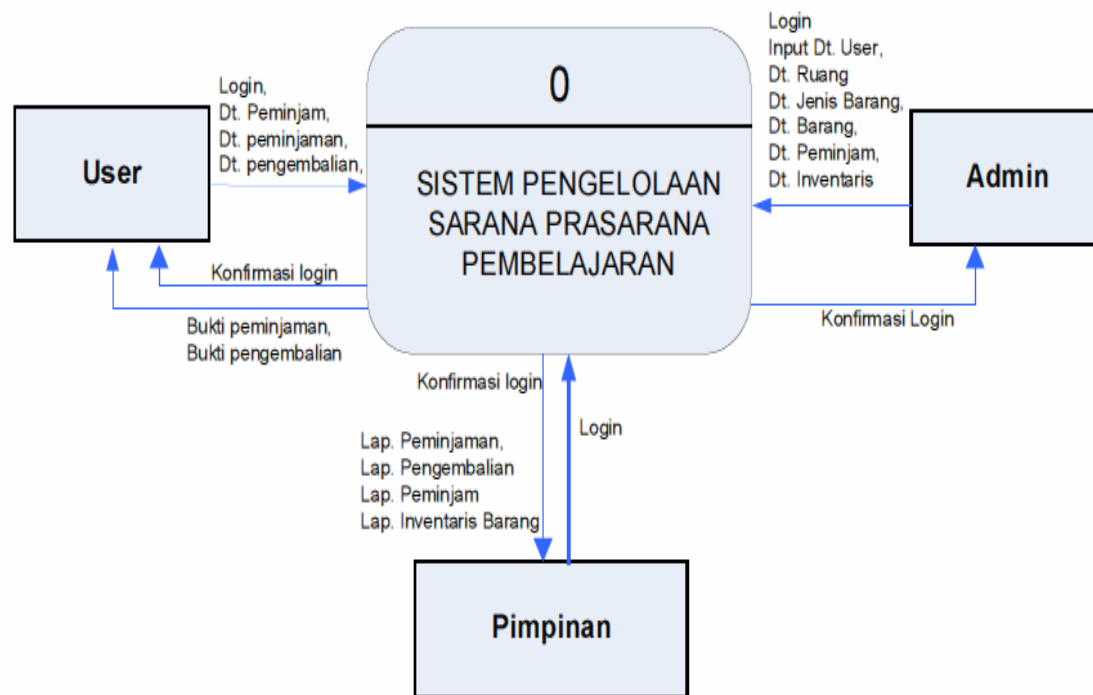 Login
Input Dt. User,
Dt. Ruang
Dt. Jenis Barang,
Dt. Barang,
Dt. Peminjam,
Dt. Inventaris
0
Login,
Dt. Peminjam,
Dt. peminjaman,
Dt. pengembalian,
User
SISTEM PENGELOLAAN
SARANA PRASARANA
PEMBELAJARAN
Admin
Konfirmasi login
Bukti peminjaman,
Bukti pengembalian
Konfirmasi Login
Konfirmasi login
Login
Lap. Peminjaman,
Lap. Pengembalian
Lap. Peminjam
Lap. Inventaris Barang
Pimpinan